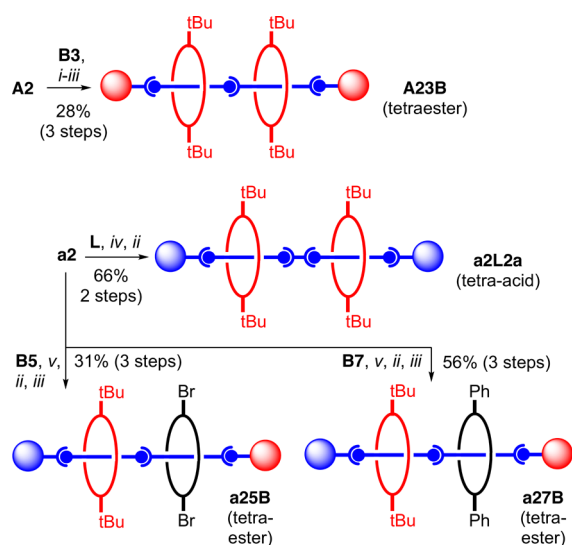 tBu
tBu
B3,
i-iii
A2
28%
(3 steps)
A23B
(tetraester)
tBu
tBu
tBu
tBu
L, iv, ii
a2
66%
2 steps)
a2L2a
(tetra-acid)
tBu
tBu
B5, v,
ii, iii
31% (3 steps)
B7, v, ii, iii
56% (3 steps)
tBu
Br
tBu
Ph
tBu
Br
a25B
(tetra-
ester)
tBu
Ph
a27B
(tetra-
ester)